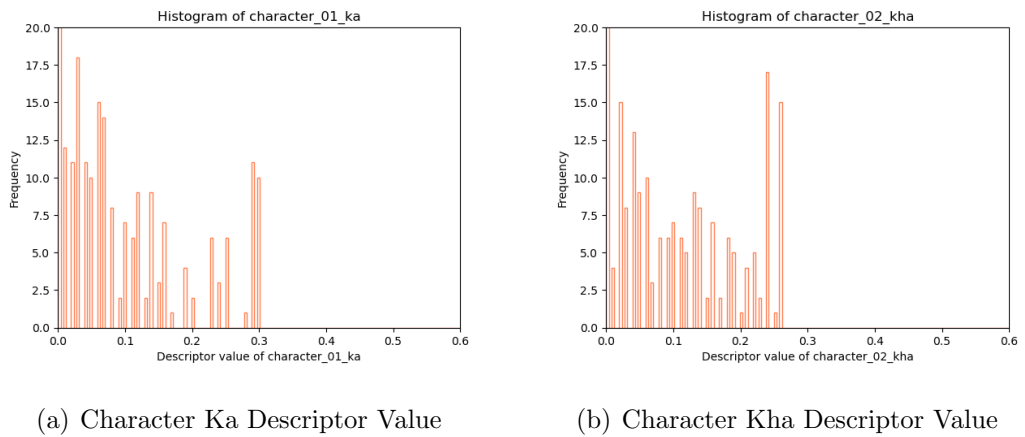 Histogram of character_01_ka
20.0
17.5
15.0
12.5
10.0
7.5
5.0
2.5
0.0
Frequency
0.0 0.1 0.2 0.3 0.4 0.5 0.6
Descriptor value of character_01_ka
(a) Character Ka Descriptor Value
Histogram of character_02_kha
20.0
17.5
15.0
12.5
10.0
7.5
5.0
2.5
0.0
Frequency
0.0 0.1 0.2 0.3 0.4 0.5 0.6
Descriptor value of character_02_kha
(b) Character Kha Descriptor Value